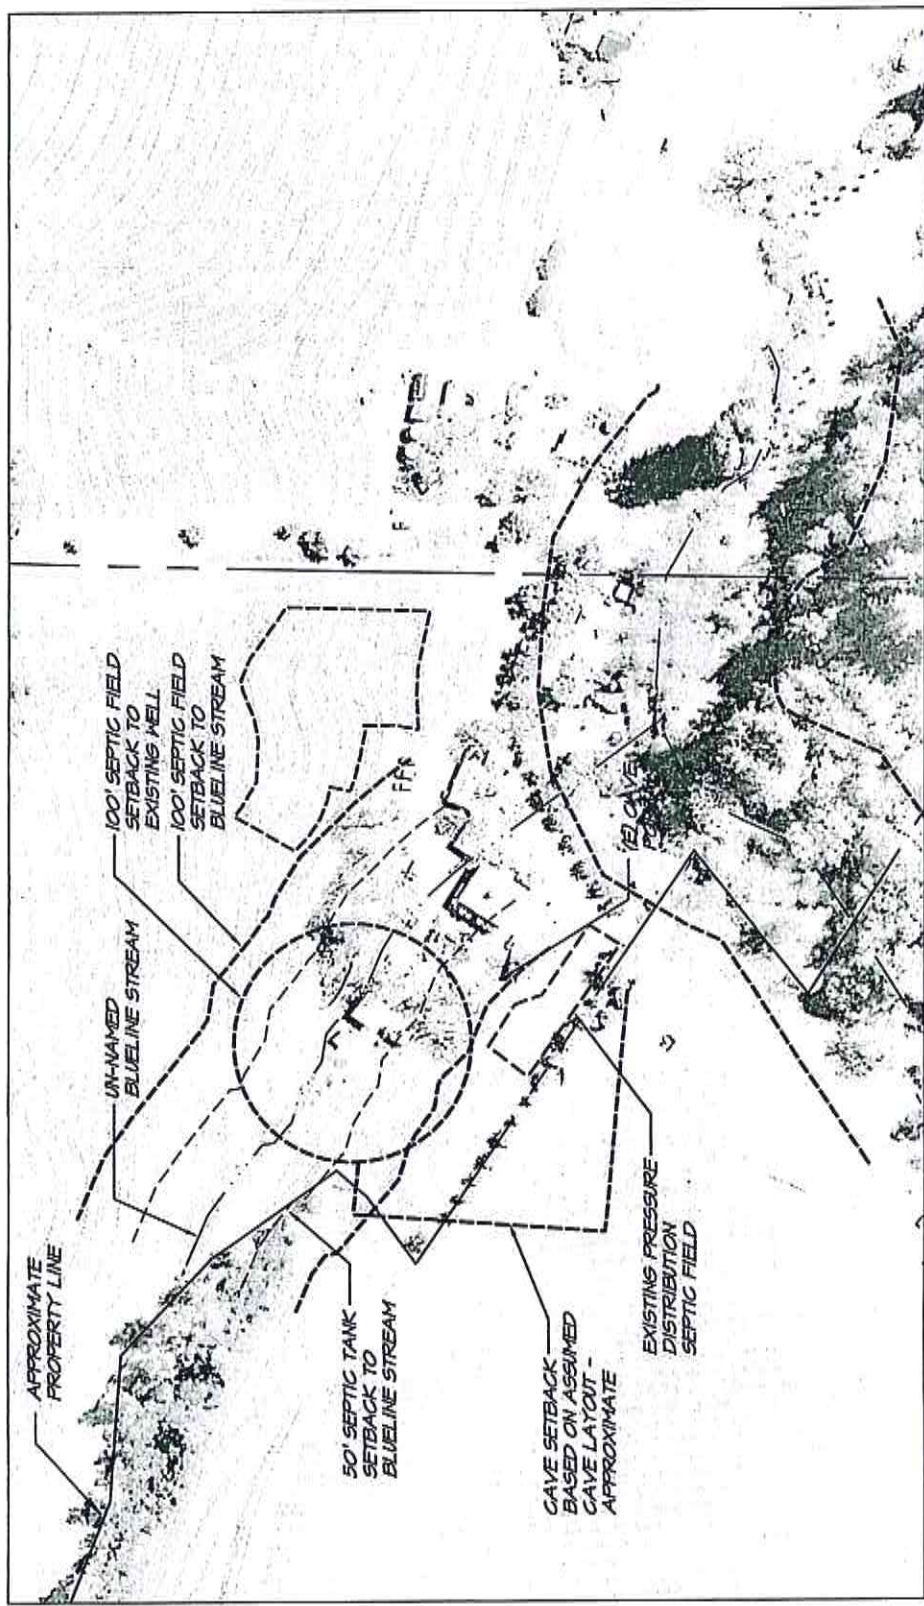 APPROXIMATE
PROPERTY LINE
UN-NAMED
BLUELINE STREAM
100' SEPTIC FIELD
SETBACK TO
EXISTING WELL
100' SEPTIC FIELD
SETBACK TO
BLUELINE STREAM
50' SEPTIC TANK
SETBACK TO
BLUELINE STREAM
CAVE SETBACK
BASED ON ASSUMED
CAVE LAYOUT -
APPROXIMATE
EXISTING PRESSURE
DISTRIBUTION
SEPTIC FIELD
(E) CAVE